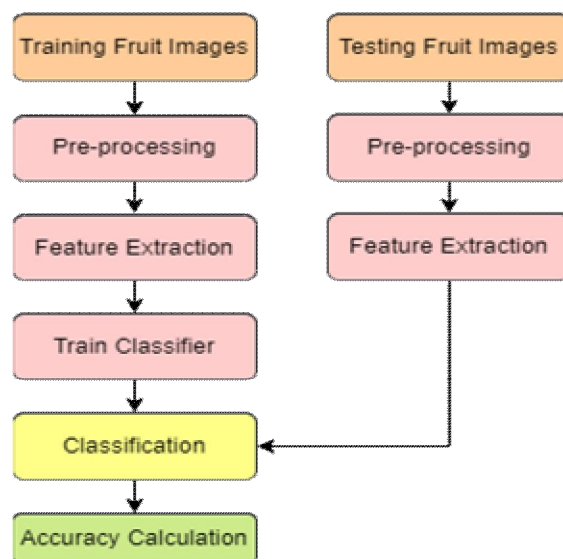 Training Fruit Images
Pre-processing
Feature Extraction
Train Classifier
Classification
Accuracy Calculation
Testing Fruit Images
Pre-processing
Feature Extraction